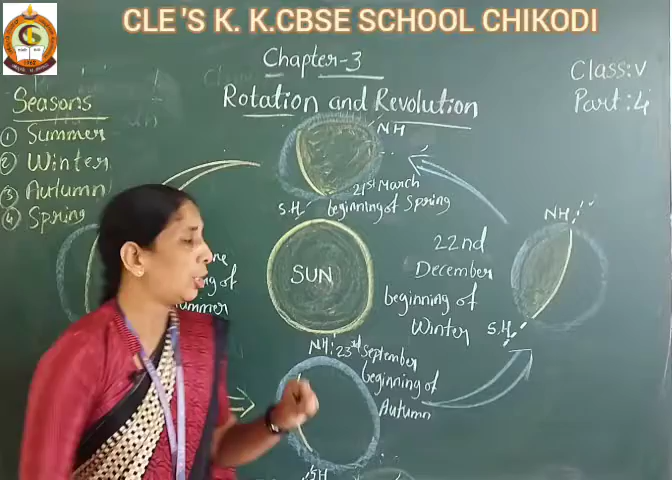 CLE'S K. K.CBSE SCHOOL CHIKODI
Chapter-3
Class:V
Part:4
Rotation and Revolution
Seasons
① Summer
② Winter
③ Autumn
④ Spring
NH
S.H
21st March
beginning of Spring
NH
S.H
22nd
December
beginning of
Winter
SUN
of
NH
23rd September
beginning of
Autumn
SH